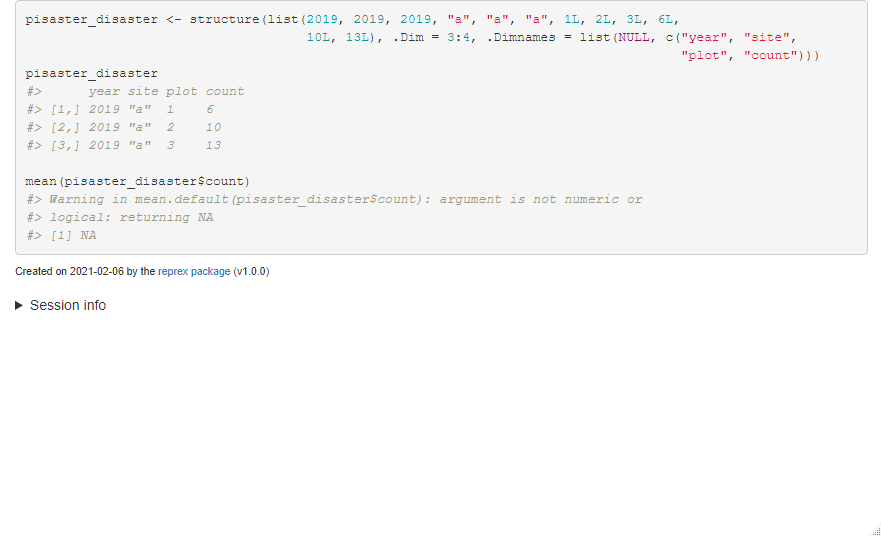 pisaster_disaster <- structure(list(2019, 2019, 2019, "a", "a", "a", 1L, 2L, 3L, 6L,
                                    10L, 13L), .Dim = 3:4, .Dimnames = list(NULL, c("year", "site",
                                                                                    "plot", "count")))
pisaster_disaster
#>      year site plot count
#> [1,] 2019 "a"  1    6
#> [2,] 2019 "a"  2    10
#> [3,] 2019 "a"  3    13
mean(pisaster_disaster$count)
#> Warning in mean.default(pisaster_disaster$count): argument is not numeric or
#> logical: returning NA
#> [1] NA
Created on 2021-02-06 by the reprex package (v1.0.0)
Session info